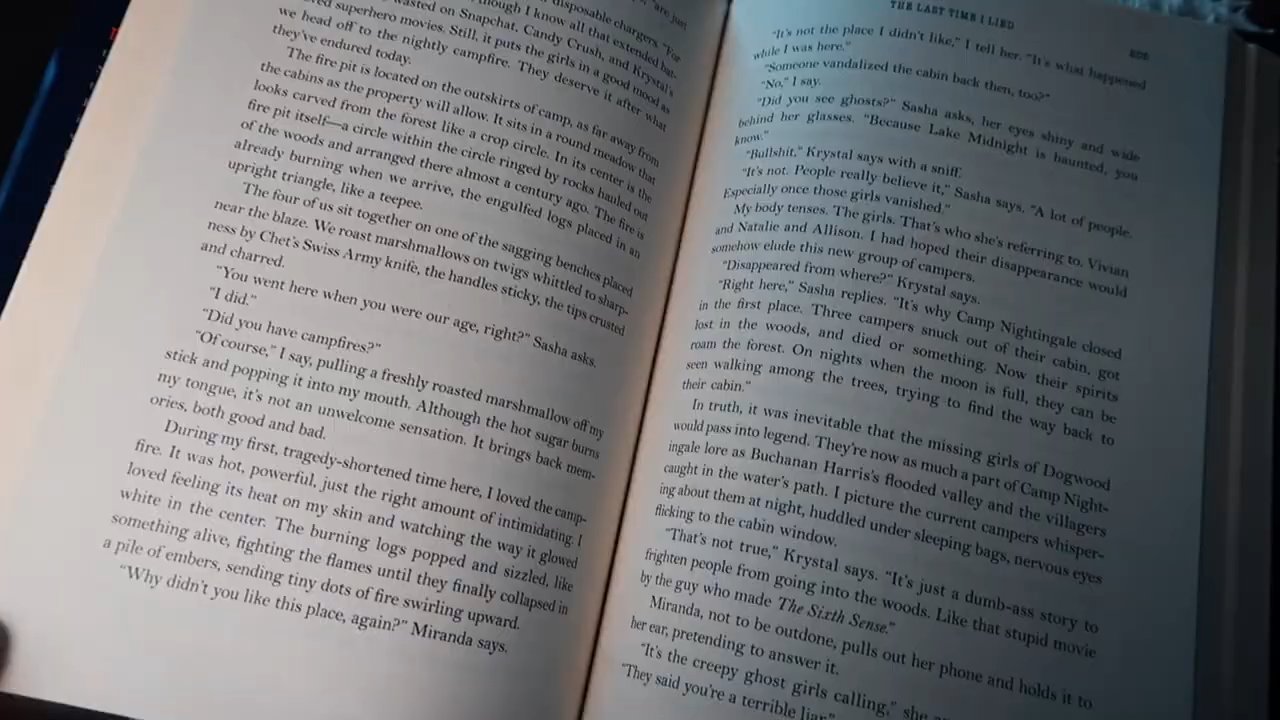 disposable chargers, "are just
though I know all that extended bat-
wasted on Snapchat, Candy Crush, and Krystal's
superhero movies. Still, it puts the girls in a good mood as
we head off to the nightly campfire. They deserve it after what
they've endured today.
The fire pit is located on the outskirts of camp, as far away from
the cabins as the property will allow. It sits in a round meadow that
looks carved from the forest like a crop circle. In its center is the
fire pit itself—a circle within the circle ringed by rocks hauled out
of the woods and arranged there almost a century ago. The fire is
already burning when we arrive, the engulfed logs placed in an
upright triangle, like a teepee.
The four of us sit together on one of the sagging benches placed
near the blaze. We roast marshmallows on twigs whittled to sharp-
ness by Chet's Swiss Army knife, the handles sticky, the tips crusted
and charred.
"You went here when you were our age, right?" Sasha asks.
"I did."
"Did you have campfires?"
"Of course," I say, pulling a freshly roasted marshmallow off my
stick and popping it into my mouth. Although the hot sugar burns
my tongue, it's not an unwelcome sensation. It brings back mem-
ories, both good and bad.
During my first, tragedy-shortened time here, I loved the camp-
fire. It was hot, powerful, just the right amount of intimidating. I
loved feeling its heat on my skin and watching the way it glowed
white in the center. The burning logs popped and sizzled, like
something alive, fighting the flames until they finally collapsed in
a pile of embers, sending tiny dots of fire swirling upward.
"Why didn't you like this place, again?" Miranda says.
THE LAST TIME I LIED
"It's not the place I didn't like," I tell her. "It's what happened
while I was here."
"Someone vandalized the cabin back then, too?"
"No," I say.
"Did you see ghosts?" Sasha asks, her eyes shiny and wide
behind her glasses. "Because Lake Midnight is haunted, you
know."
"Bullshit," Krystal says with a sniff.
"It's not. People really believe it," Sasha says. "A lot of people.
Especially once those girls vanished."
My body tenses. The girls. That's who she's referring to. Vivian
and Natalie and Allison. I had hoped their disappearance would
somehow elude this new group of campers.
"Disappeared from where?" Krystal says.
"Right here," Sasha replies. "It's why Camp Nightingale closed
in the first place. Three campers snuck out of their cabin, got
lost in the woods, and died or something. Now their spirits
roam the forest. On nights when the moon is full, they can be
seen walking among the trees, trying to find the way back to
their cabin."
In truth, it was inevitable that the missing girls of Dogwood
would pass into legend. They're now as much a part of Camp Night-
ingale lore as Buchanan Harris's flooded valley and the villagers
caught in the water's path. I picture the current campers whisper-
ing about them at night, huddled under sleeping bags, nervous eyes
flicking to the cabin window.
"That's not true," Krystal says. "It's just a dumb-ass story to
frighten people from going into the woods. Like that stupid movie
by the guy who made The Sixth Sense."
Miranda, not to be outdone, pulls out her phone and holds it to
her ear, pretending to answer it.
"It's the creepy ghost girls calling," she
"They said you're a terrible liar."